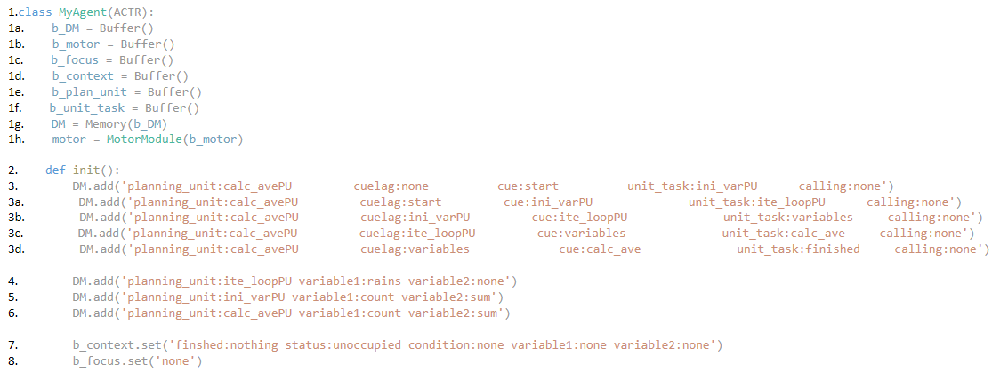 1.class MyAgent(ACTR):
1a. b_DM = Buffer()
1b. b_motor = Buffer()
1c. b_focus = Buffer()
1d. b_context = Buffer()
1e. b_plan_unit = Buffer()
1f. b_unit_task = Buffer()
1g. DM = Memory(b_DM)
1h. motor = MotorModule(b_motor)
2. def init():
3. DM.add('planning_unit:calc_avePU cuelag:none cue:start unit_task:ini_varPU calling:none')
3a. DM.add('planning_unit:calc_avePU cuelag:start cue:ini_varPU unit_task:ite_loopPU calling:none')
3b. DM.add('planning_unit:calc_avePU cuelag:ini_varPU cue:ite_loopPU unit_task:variables calling:none')
3c. DM.add('planning_unit:calc_avePU cuelag:ite_loopPU cue:variables unit_task:calc_ave calling:none')
3d. DM.add('planning_unit:calc_avePU cuelag:variables cue:calc_ave unit_task:finished calling:none')
4. DM.add('planning_unit:ite_loopPU variable1:rains variable2:none')
5. DM.add('planning_unit:ini_varPU variable1:count variable2:sum')
6. DM.add('planning_unit:calc_avePU variable1:count variable2:sum')
7. b_context.set('finshed:nothing status:unoccupied condition:none variable1:none variable2:none')
8. b_focus.set('none')